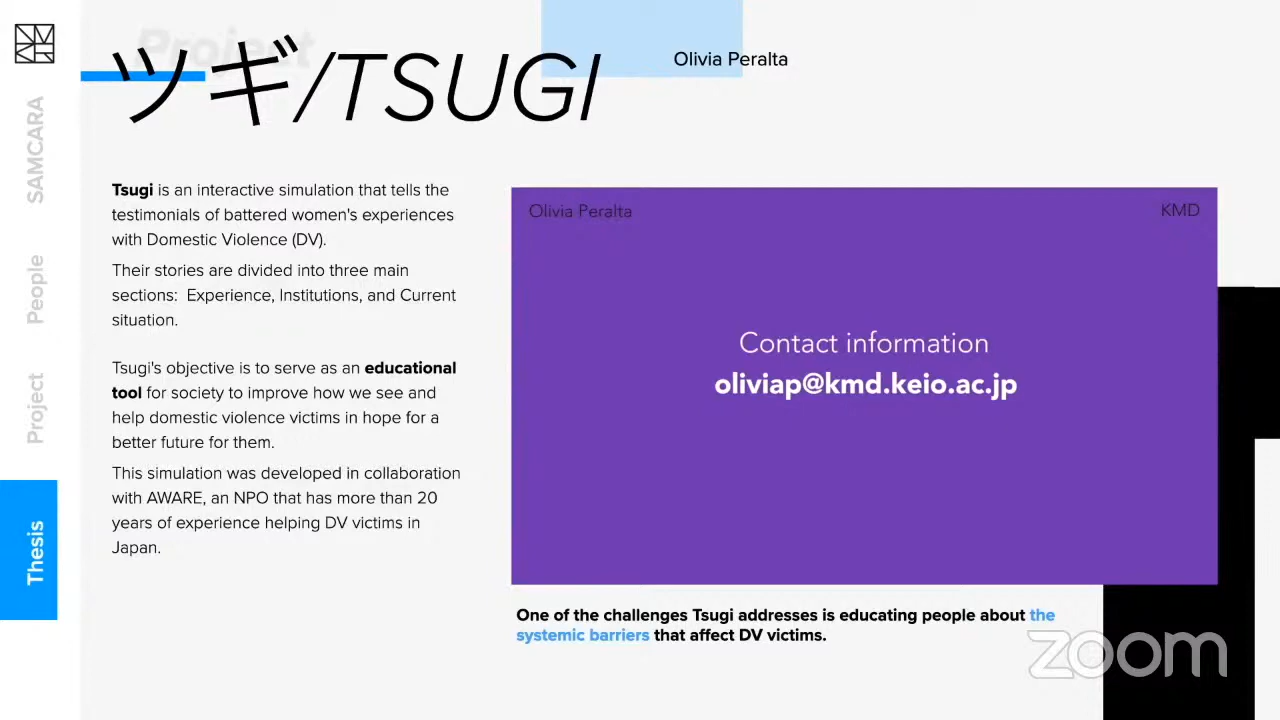 Project
ツギ/TSUGI
Olivia Peralta
SAMCARA
People
Project
Thesis
Tsugi is an interactive simulation that tells the
testimonials of battered women's experiences
with Domestic Violence (DV).
Their stories are divided into three main
sections: Experience, Institutions, and Current
situation.
Tsugi's objective is to serve as an educational
tool for society to improve how we see and
help domestic violence victims in hope for a
better future for them.
This simulation was developed in collaboration
with AWARE, an NPO that has more than 20
years of experience helping DV victims in
Japan.
Olivia Peralta
KMD
Contact information
oliviap@kmd.keio.ac.jp
One of the challenges Tsugi addresses is educating people about the
systemic barriers that affect DV victims.
zoom